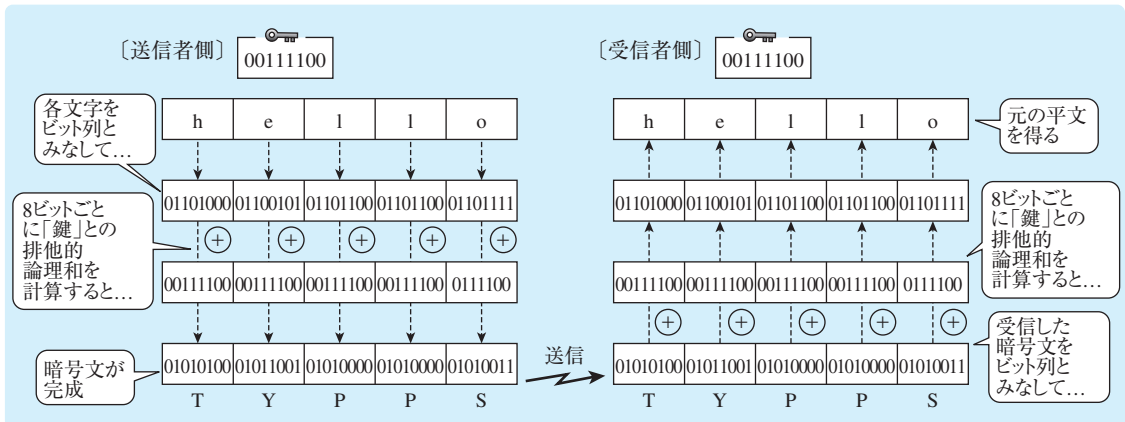 〔送信者側〕
00111100
各文字を
ビット列と
みなして…
h e l l o
01101000 01100101 01101100 01101100 01101111
8ビットごと
に「鍵」との
排他的
論理和を
計算すると…
+ + + + +
00111100 00111100 00111100 00111100 0111100
暗号文が
完成
01010100 01011001 01010000 01010000 01010011
T Y P P S
送信
〔受信者側〕
00111100
h e l l o
元の平文
を得る
01101000 01100101 01101100 01101100 01101111
8ビットごと
に「鍵」との
排他的
論理和を
計算すると…
00111100 00111100 00111100 00111100 0111100
+ + + + +
受信した
暗号文を
ビット列と
みなして…
01010100 01011001 01010000 01010000 01010011
T Y P P S